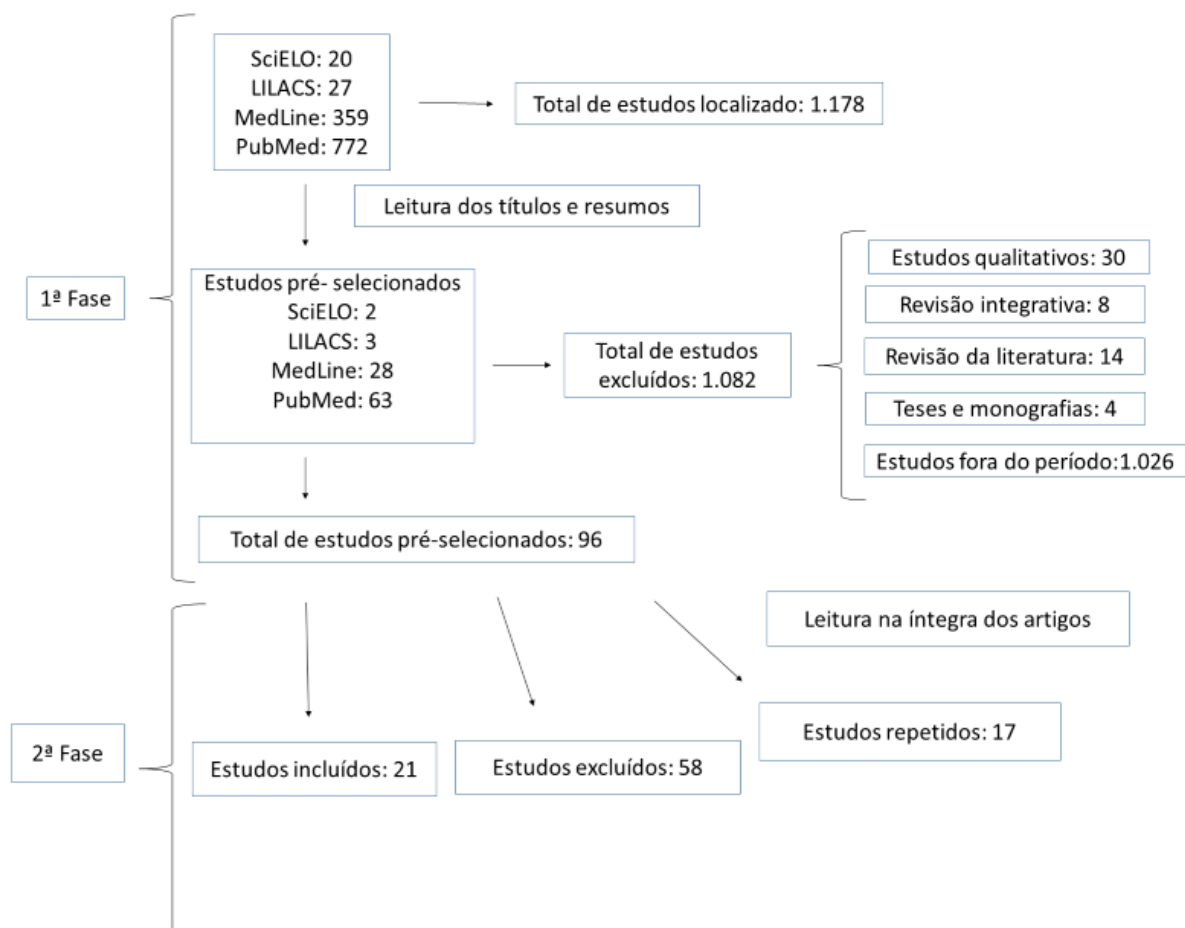 SciELO: 20
LILACS: 27
MedLine: 359
PubMed: 772
Total de estudos localizado: 1.178
Leitura dos títulos e resumos
1ª Fase
Estudos pré- selecionados
SciELO: 2
LILACS: 3
MedLine: 28
PubMed: 63
Total de estudos
excluídos: 1.082
Estudos qualitativos: 30
Revisão integrativa: 8
Revisão da literatura: 14
Teses e monografias: 4
Estudos fora do período:1.026
Total de estudos pré-selecionados: 96
Leitura na íntegra dos artigos
2ª Fase
Estudos incluídos: 21
Estudos excluídos: 58
Estudos repetidos: 17